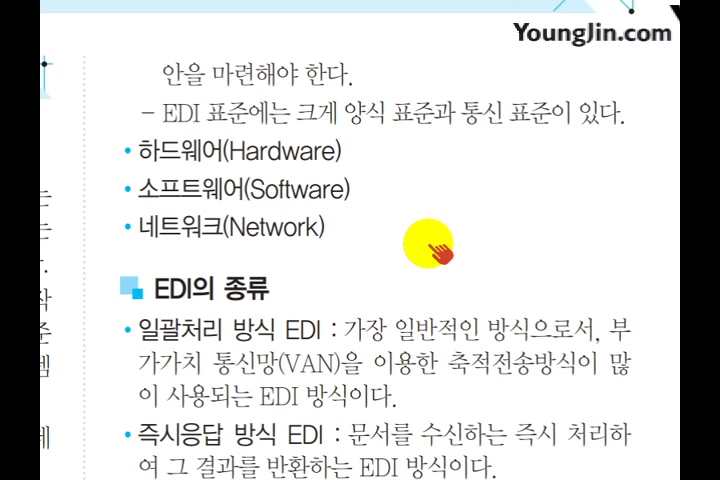 YoungJin.com
안을 마련해야 한다.
- EDI 표준에는 크게 양식 표준과 통신 표준이 있다.
• 하드웨어(Hardware)
• 소프트웨어(Software)
• 네트워크(Network)
EDI의 종류
• 일괄처리 방식 EDI : 가장 일반적인 방식으로서, 부
가가치 통신망(VAN)을 이용한 축적전송방식이 많
이 사용되는 EDI 방식이다.
• 즉시응답 방식 EDI : 문서를 수신하는 즉시 처리하
여 그 결과를 반환하는 EDI 방식이다.